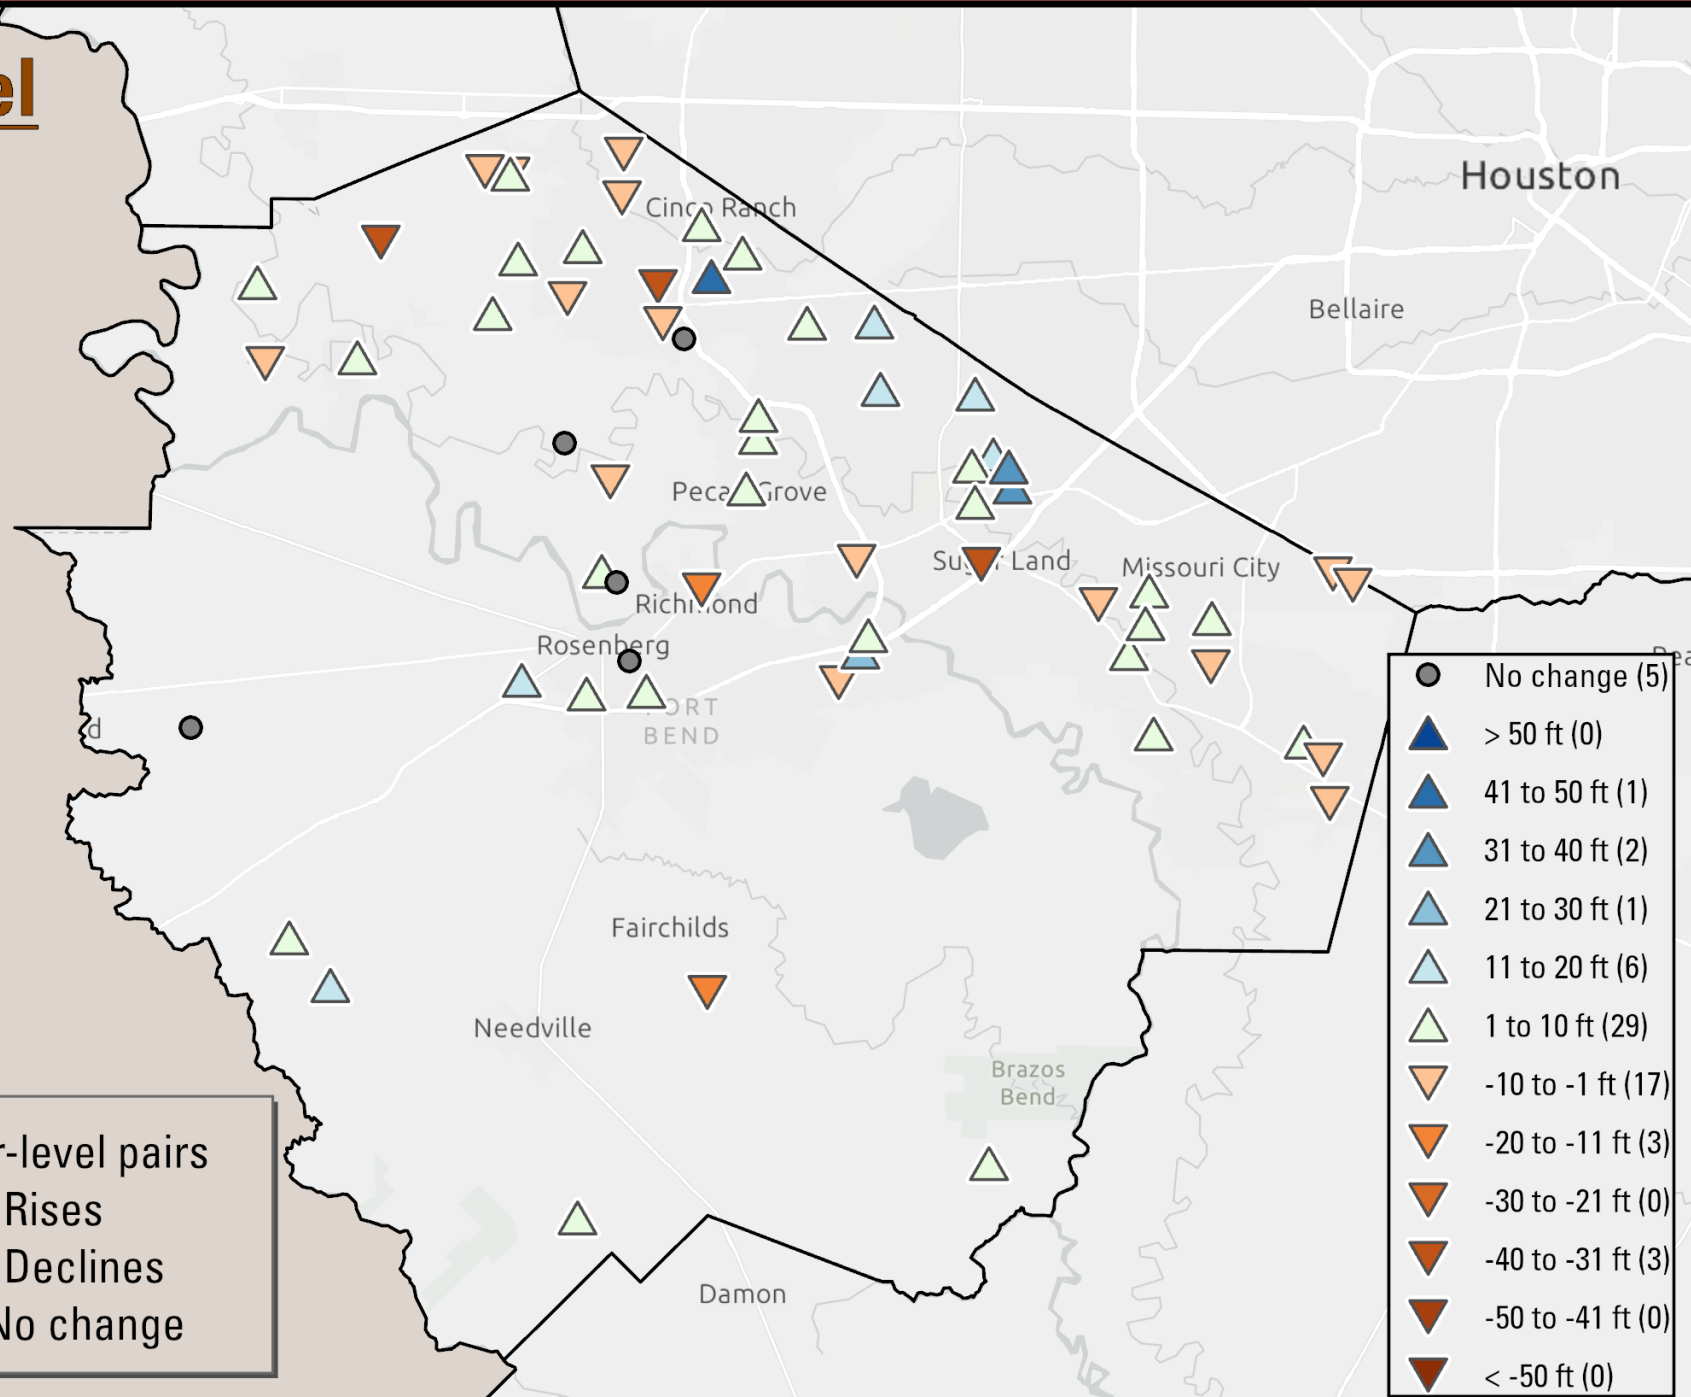 el
Houston
Cinco Ranch
Bellaire
Pecan Grove
Sugar Land
Missouri City
Richmond
Rosenberg
FORT
BEND
d
Fairchilds
Needville
Brazos
Bend
Damon
Pea
No change (5)
> 50 ft (0)
41 to 50 ft (1)
31 to 40 ft (2)
21 to 30 ft (1)
11 to 20 ft (6)
1 to 10 ft (29)
-10 to -1 ft (17)
-20 to -11 ft (3)
-30 to -21 ft (0)
-40 to -31 ft (3)
-50 to -41 ft (0)
< -50 ft (0)
r-level pairs
Rises
Declines
No change